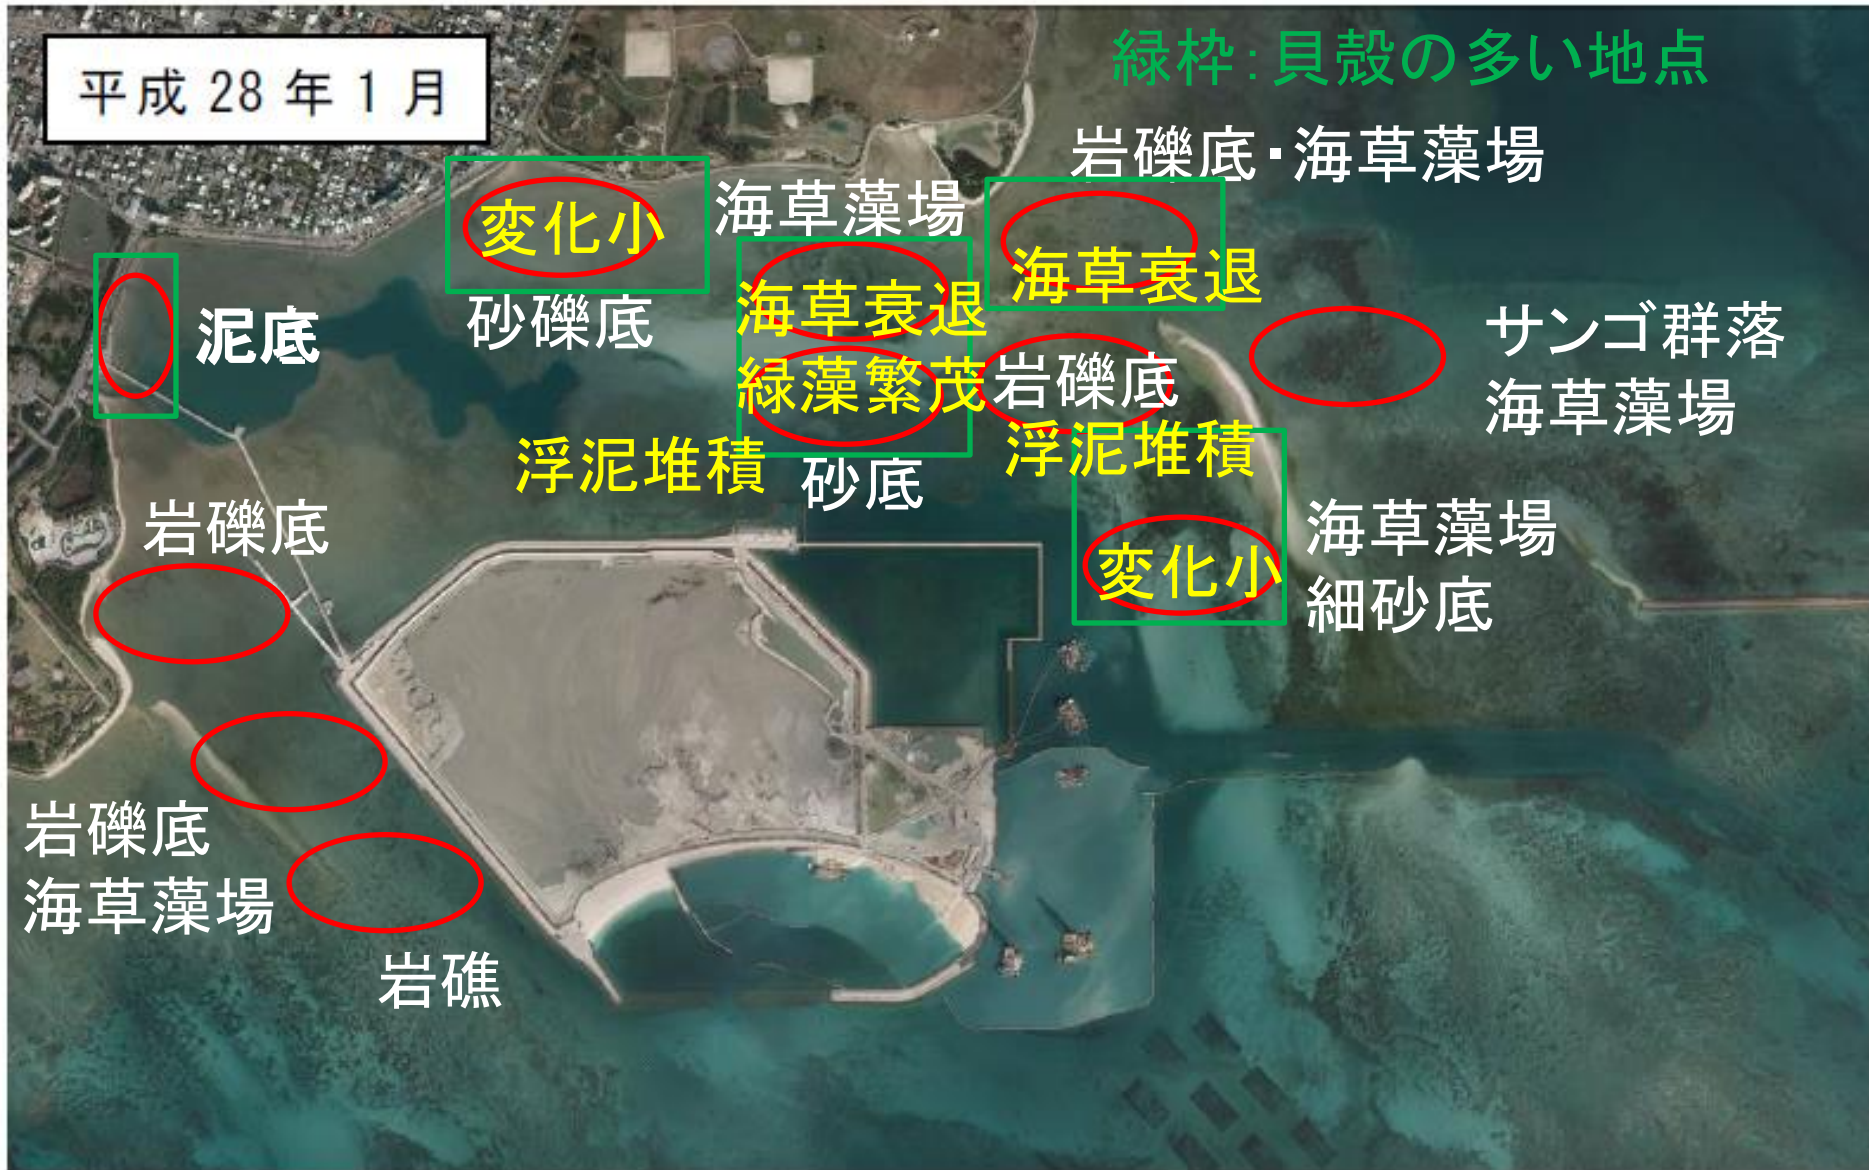 緑枠：貝殻の多い地点
平成 28 年 1 月
岩礫底・海草藻場
変化小
海草藻場
海草衰退
砂礫底
泥底
海草衰退
サンゴ群落
海草藻場
緑藻繁茂
岩礫底
浮泥堆積
浮泥堆積
砂底
岩礫底
変化小
海草藻場
細砂底
岩礫底
海草藻場
岩礁